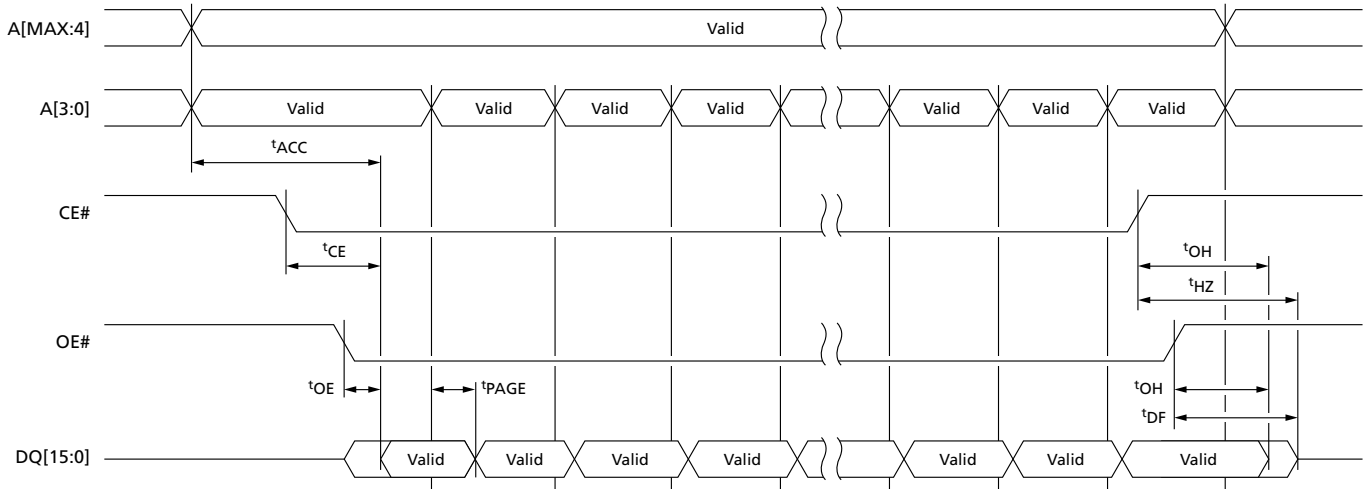 A[MAX:4] Valid
A[3:0] Valid Valid Valid Valid Valid Valid Valid
tACC
CE#
tCE tOH
tHZ
OE#
tOE tPAGE tOH
tDF
DQ[15:0] Valid Valid Valid Valid Valid Valid Valid